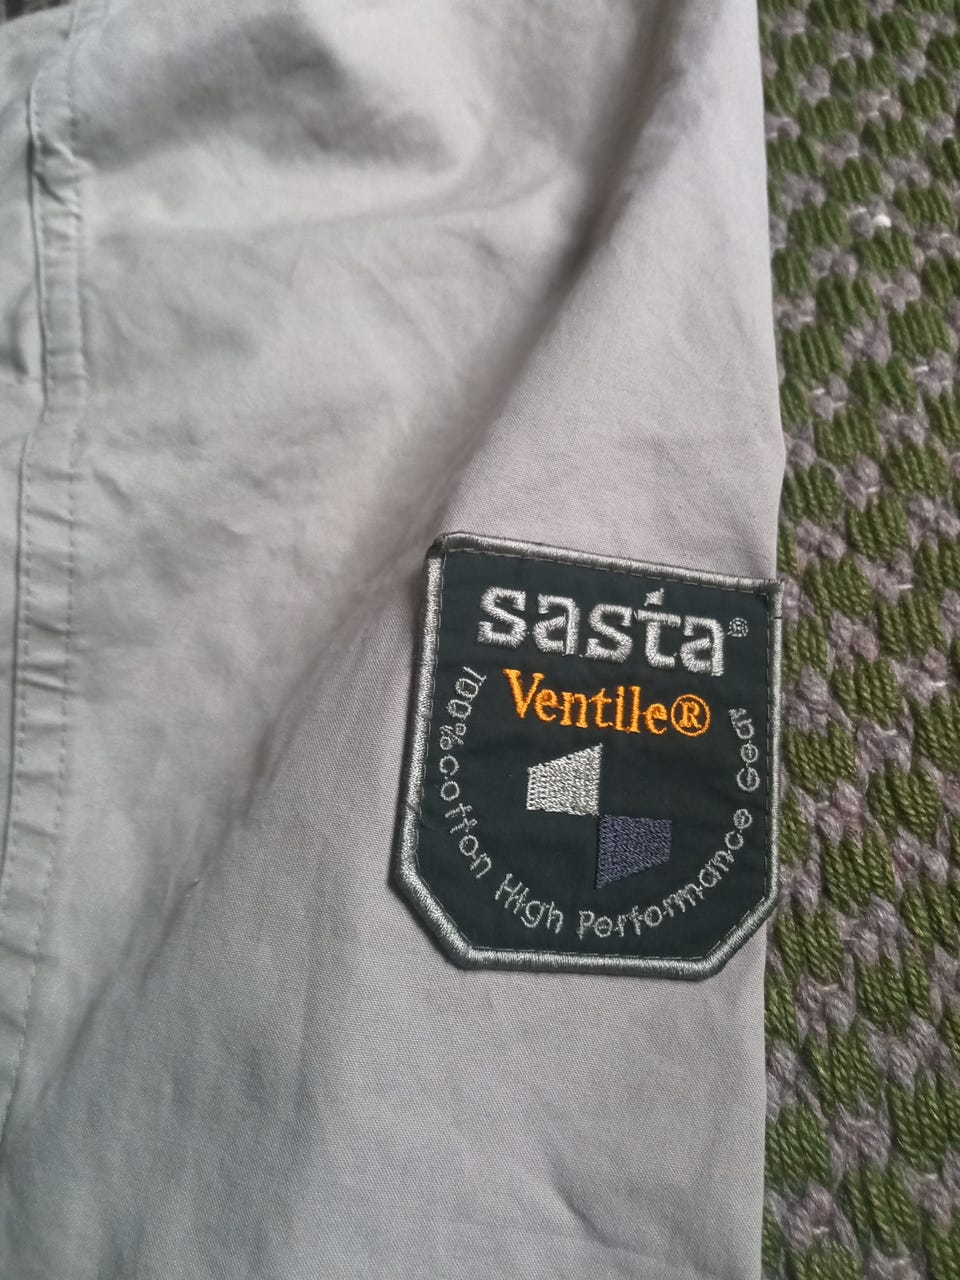 sasta®
Ventile®
100% cotton High Performance Gear